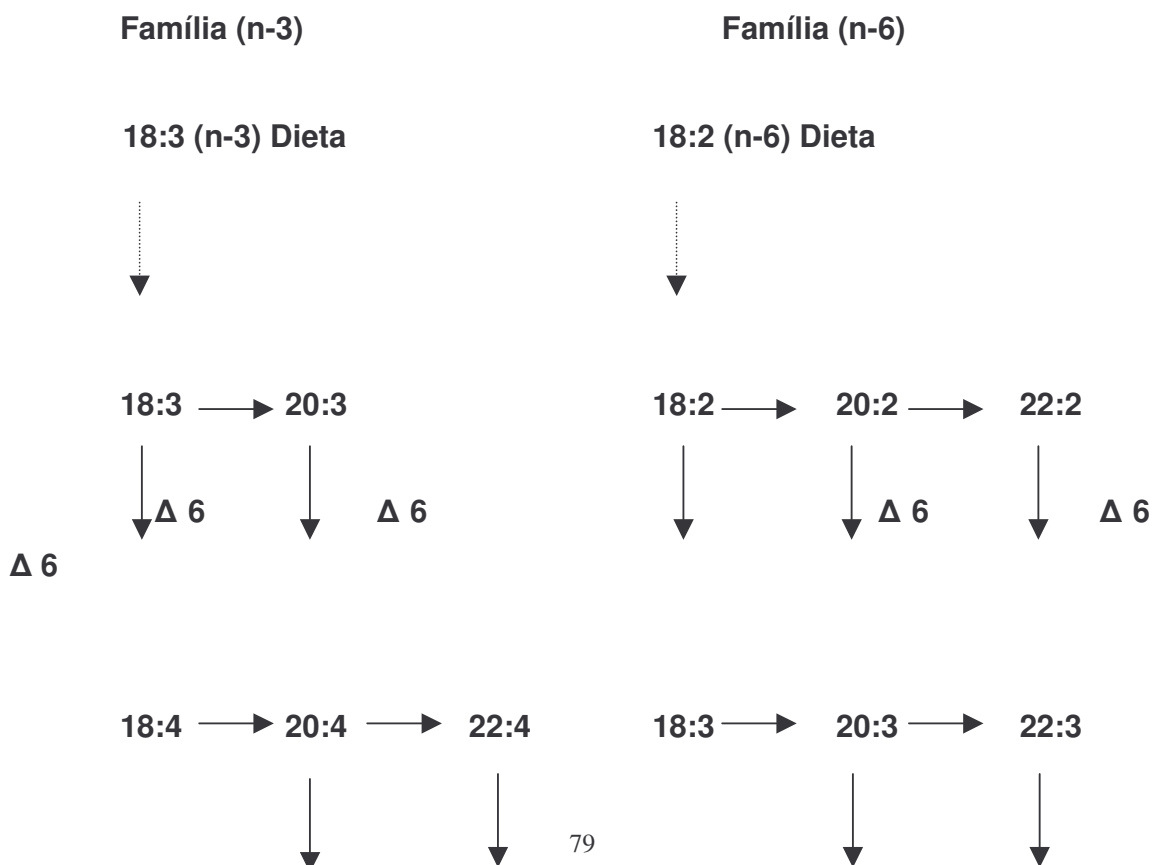 Família (n-3) Família (n-6)
18:3 (n-3) Dieta 18:2 (n-6) Dieta
18:3 20:3 18:2 20:2 22:2
Δ 6 Δ 6 Δ 6 Δ 6
Δ 6
18:4 20:4 22:4 18:3 20:3 22:3
79